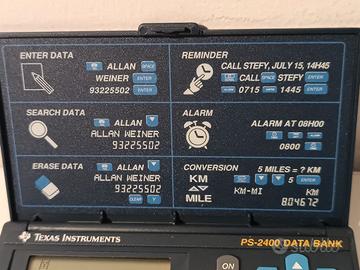 ENTER DATA
ALLAN SPACE
WEINER
93225502 ENTER
REMINDER
CALL STEFY, JULY 15, 14H45
CALL SPACE STEFY ENTER
0715 1445 ENTER
SEARCH DATA
ALLAN
ALLAN WEINER
93225502
ALARM
ALARM AT 08H00
0800
ERASE DATA
ALLAN
ALLAN WEINER
93225502
CLEAR Y
CONVERSION 5 MILES = ? KM
KM
MILE
5 ENTER
KM-MI KM
8.04672
TEXAS INSTRUMENTS
PS-2400 DATA BANK
ON
subito